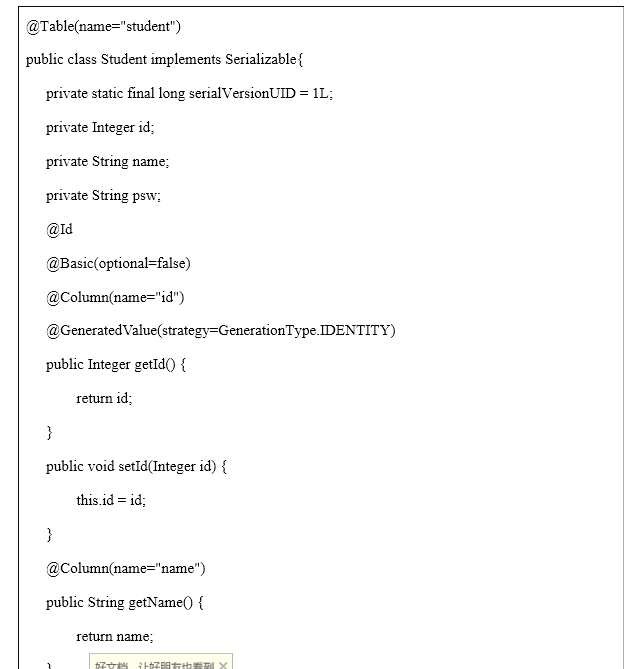 @Table(name="student")
public class Student implements Serializable{
private static final long serialVersionUID = 1L;
private Integer id;
private String name;
private String psw;
@Id
@Basic(optional=false)
@Column(name="id")
@GeneratedValue(strategy=GenerationType.IDENTITY)
public Integer getId() {
return id;
}
public void setId(Integer id) {
this.id = id;
}
@Column(name="name")
public String getName() {
return name;
}
好文档，让好朋友也看到 ×